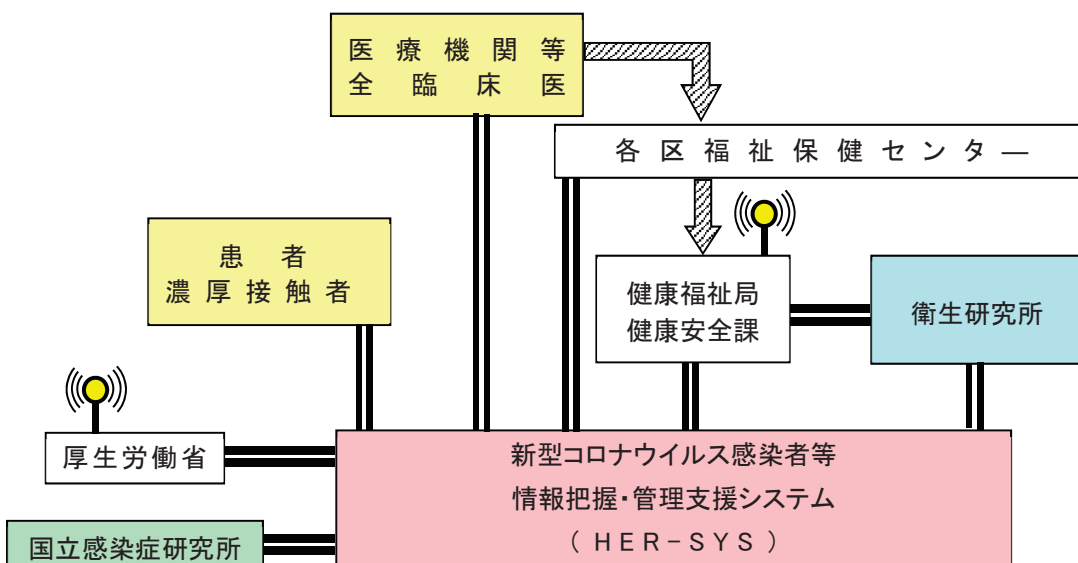 医療機関等
全臨床医
各区福祉保健センター
患者
濃厚接触者
健康福祉局
健康安全課
衛生研究所
厚生労働省
新型コロナウイルス感染者等
情報把握・管理支援システム
(HER-SYS)
国立感染症研究所